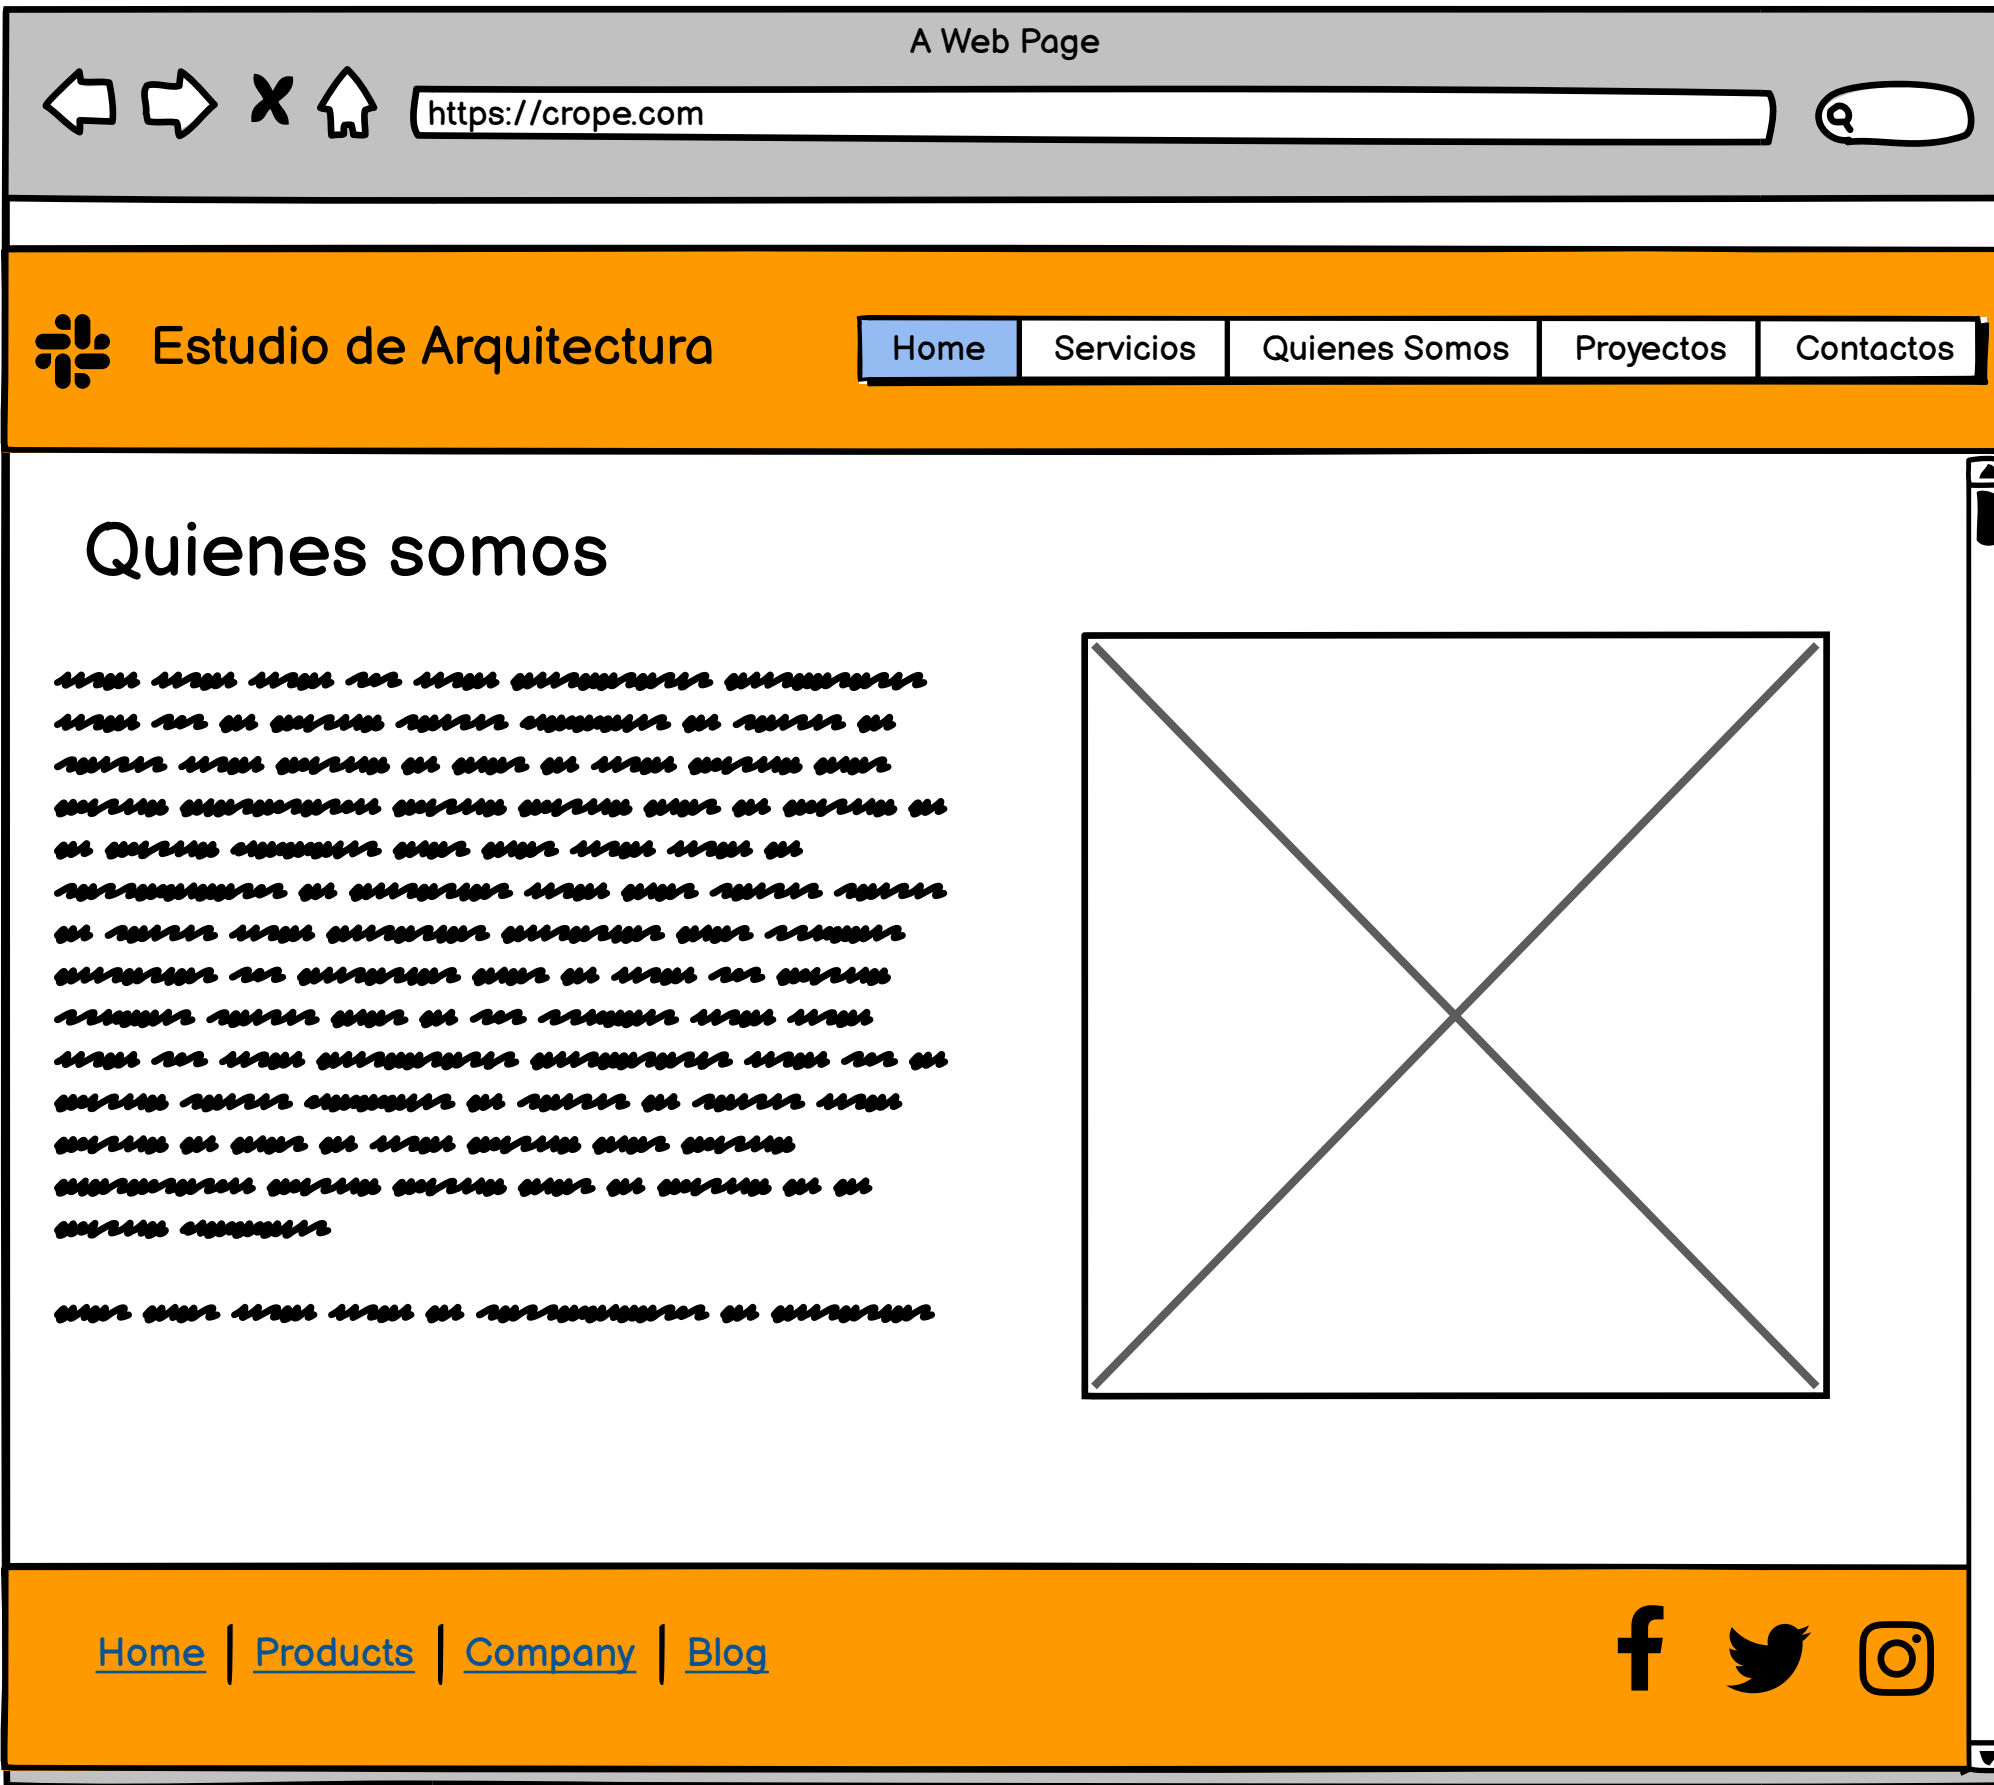 A Web Page
https://crope.com
Estudio de Arquitectura
Home Servicios Quienes Somos Proyectos Contactos
Quienes somos
Home Products Company Blog